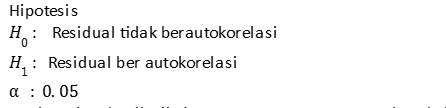 Hipotesis
H₀ : Residual tidak berautokorelasi
H₁ : Residual ber autokorelasi
α : 0.05